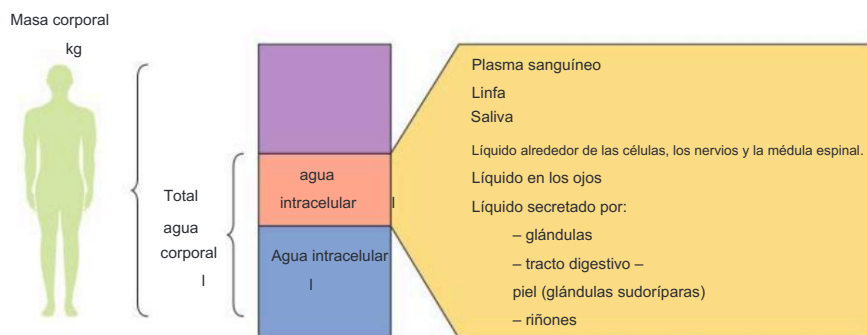 Masa corporal
kg
Total
agua
corporal
l
agua
intracelular l
Agua intracelular
l
Plasma sanguíneo
Linfa
Saliva
Líquido alrededor de las células, los nervios y la médula espinal.
Líquido en los ojos
Líquido secretado por:
– glándulas
– tracto digestivo –
piel (glándulas sudoríparas)
– riñones